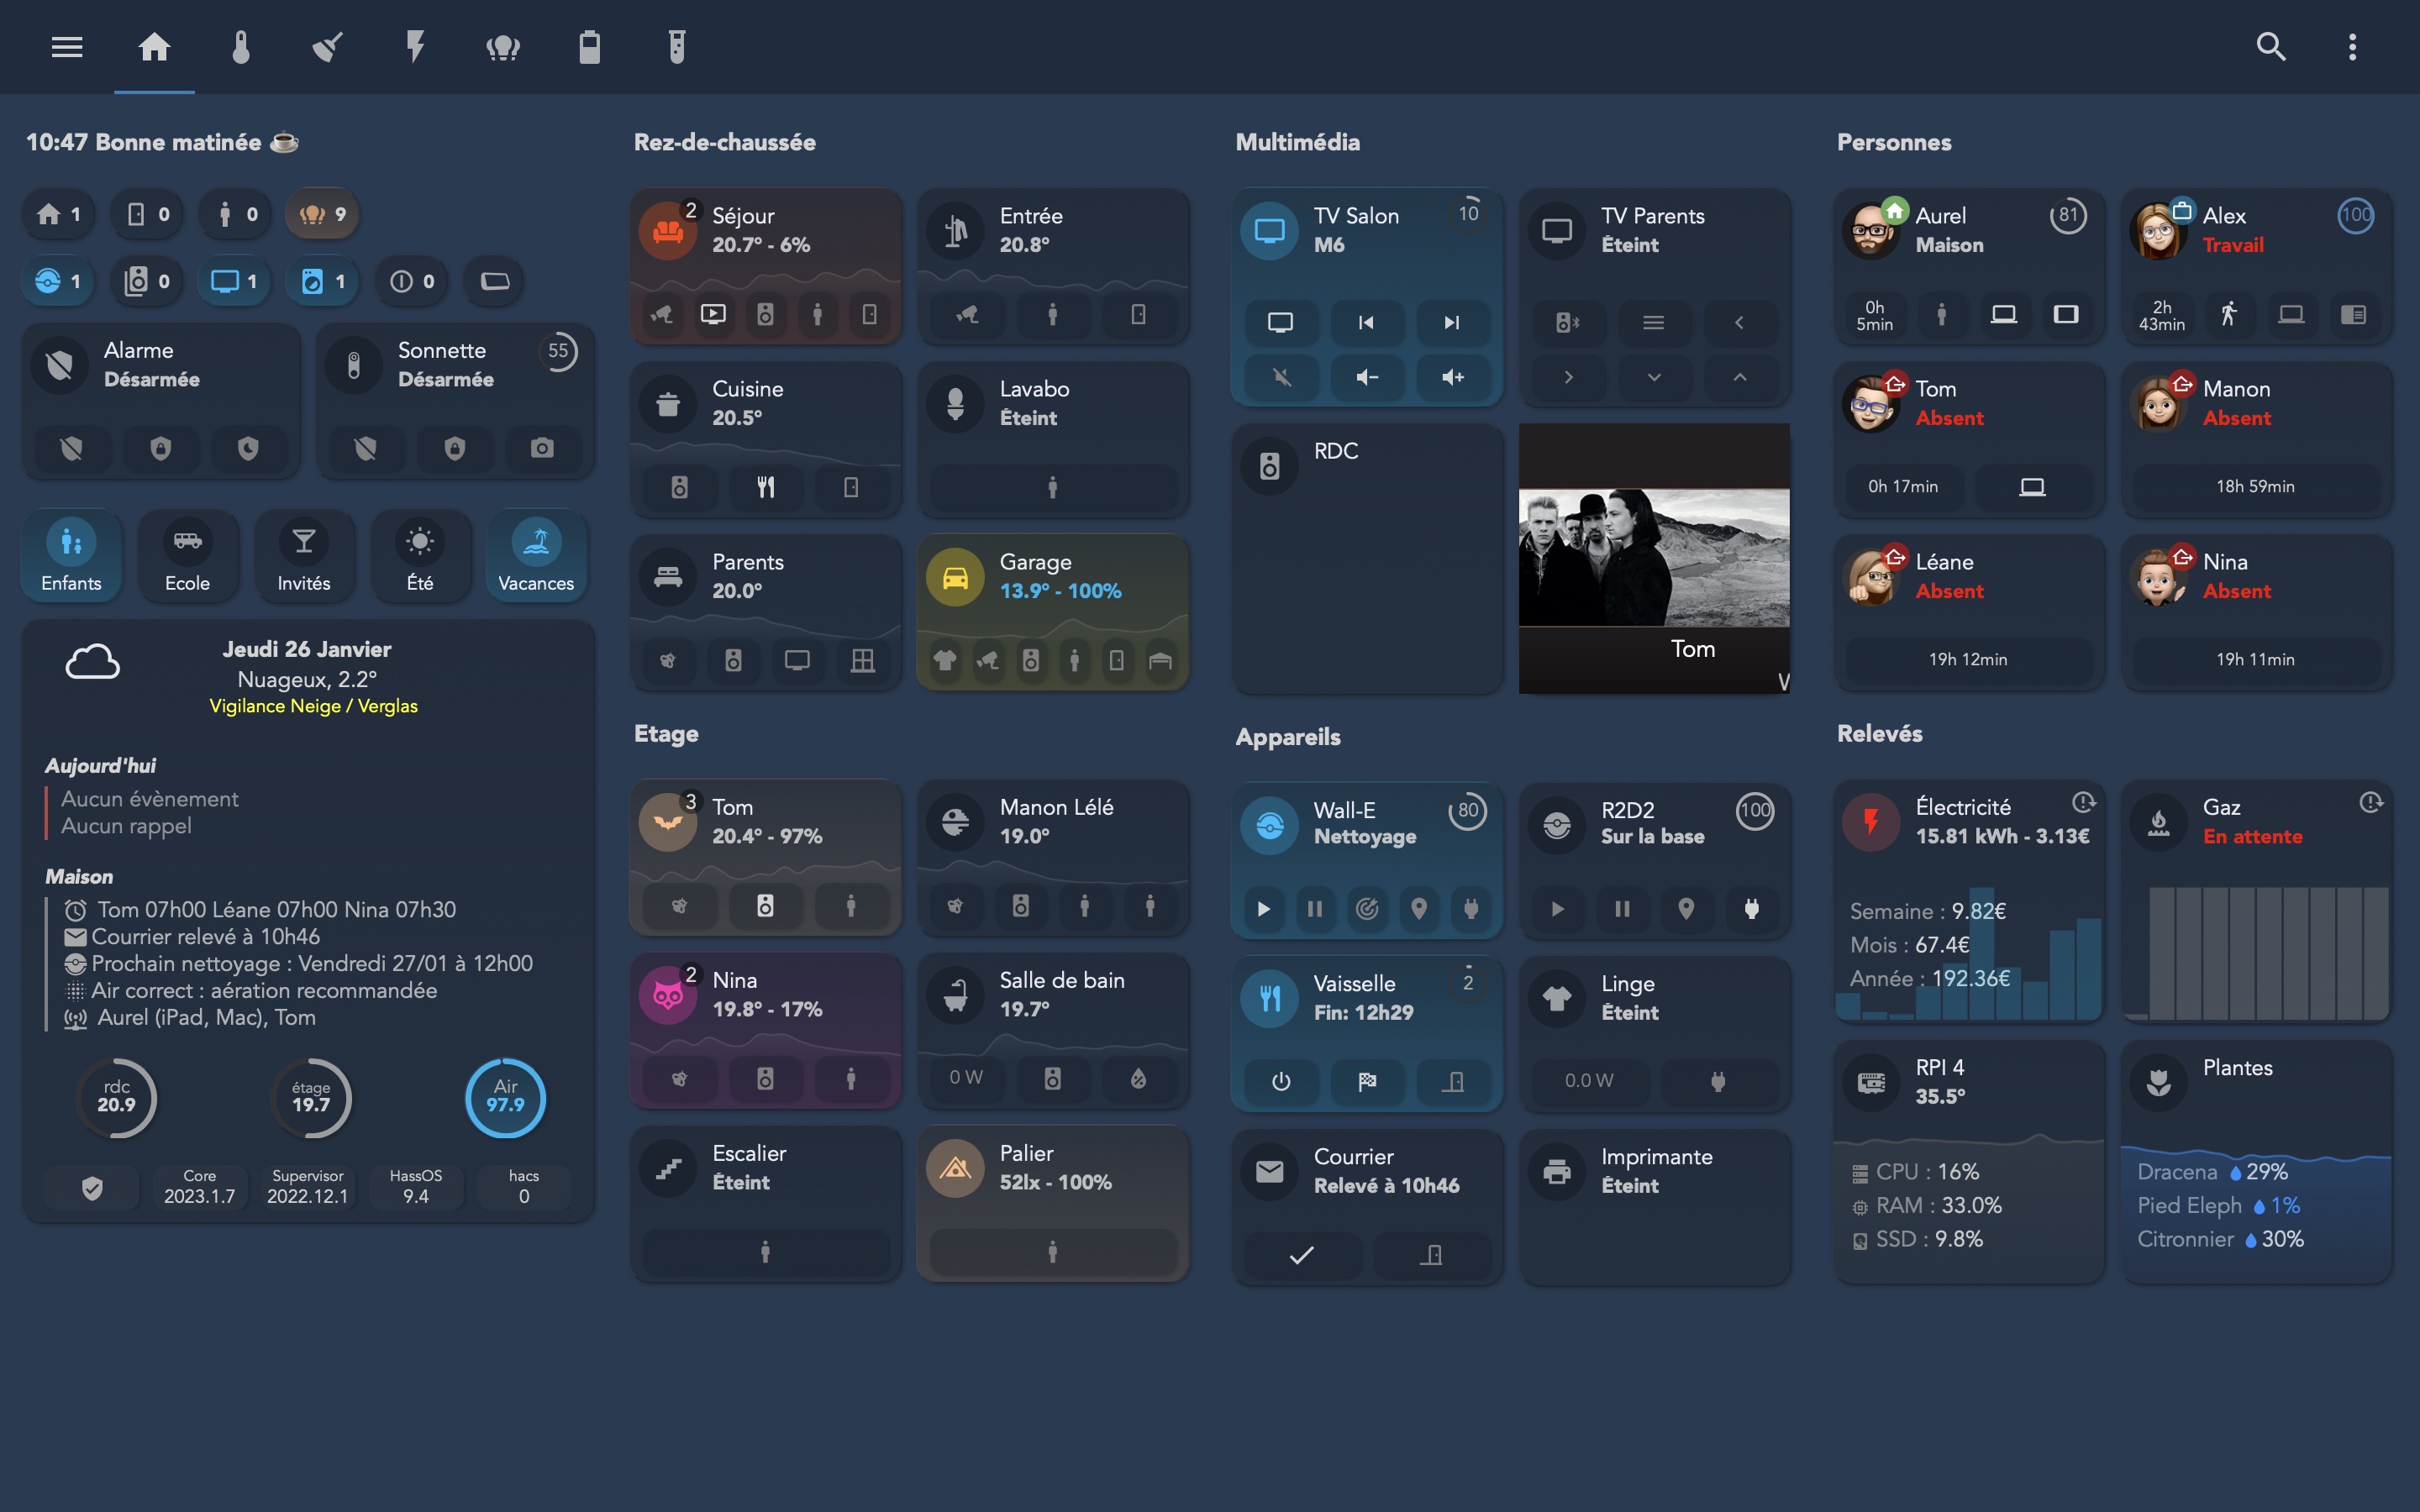 10:47 Bonne matinée ☕
1 0 0 9
1 0 1 1 0
Alarme
Désarmée
Sonnette
Désarmée
55
Enfants
Ecole
Invités
Été
Vacances
Jeudi 26 Janvier
Nuageux, 2.2°
Vigilance Neige / Verglas
Aujourd'hui
Aucun évènement
Aucun rappel
Maison
Tom 07h00 Léane 07h00 Nina 07h30
Courrier relevé à 10h46
Prochain nettoyage : Vendredi 27/01 à 12h00
Air correct : aération recommandée
Aurel (iPad, Mac), Tom
rdc
20.9
étage
19.7
Air
97.9
Core
2023.1.7
Supervisor
2022.12.1
HassOS
9.4
hacs
0
Rez-de-chaussée
2
Séjour
20.7° - 6%
Entrée
20.8°
Cuisine
20.5°
Lavabo
Éteint
Parents
20.0°
Garage
13.9° - 100%
Etage
3
Tom
20.4° - 97%
Manon Lélé
19.0°
2
Nina
19.8° - 17%
Salle de bain
19.7°
0 W
Escalier
Éteint
Palier
52lx - 100%
Multimédia
TV Salon
M6
10
TV Parents
Éteint
RDC
Tom
Appareils
Wall-E
Nettoyage
80
R2D2
Sur la base
100
Vaisselle
Fin: 12h29
2
Linge
Éteint
0.0 W
Courrier
Relevé à 10h46
Imprimante
Éteint
Personnes
Aurel
Maison
81
0h
5min
Alex
Travail
100
2h
43min
Tom
Absent
0h 17min
Manon
Absent
18h 59min
Léane
Absent
19h 12min
Nina
Absent
19h 11min
Relevés
Électricité
15.81 kWh - 3.13€
Semaine : 9.82€
Mois : 67.4€
Année : 192.36€
Gaz
En attente
RPI 4
35.5°
CPU : 16%
RAM : 33.0%
SSD : 9.8%
Plantes
Dracena 29%
Pied Eleph 1%
Citronnier 30%